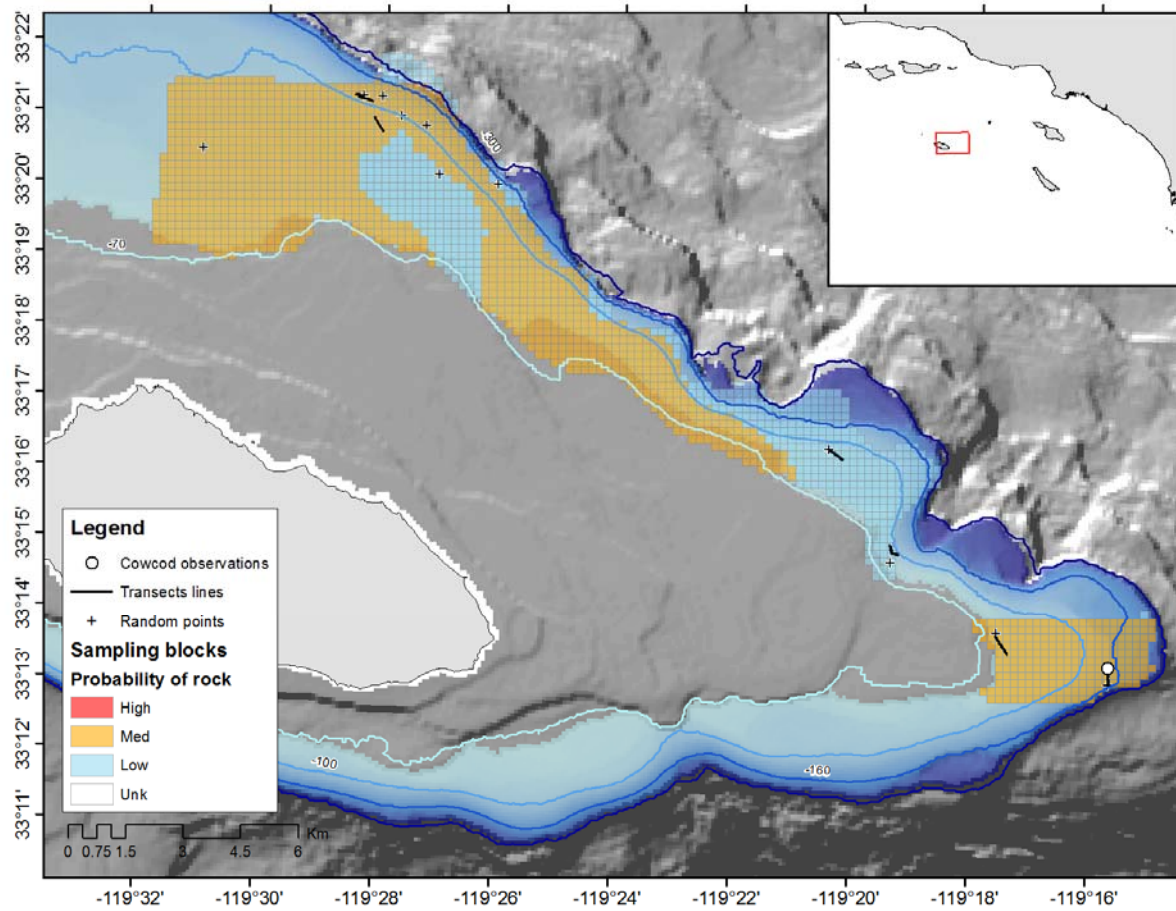 33°22'
33°21'
33°20'
33°19'
33°18'
33°17'
33°16'
33°15'
33°14'
33°13'
33°12'
33°11'
-300
-70
-100
-160
Legend
Cowcod observations
Transects lines
Random points
Sampling blocks
Probability of rock
High
Med
Low
Unk
Km
0 0.75 1.5 3 4.5 6
-119°32' -119°30' -119°28' -119°26' -119°24' -119°22' -119°20' -119°18' -119°16'